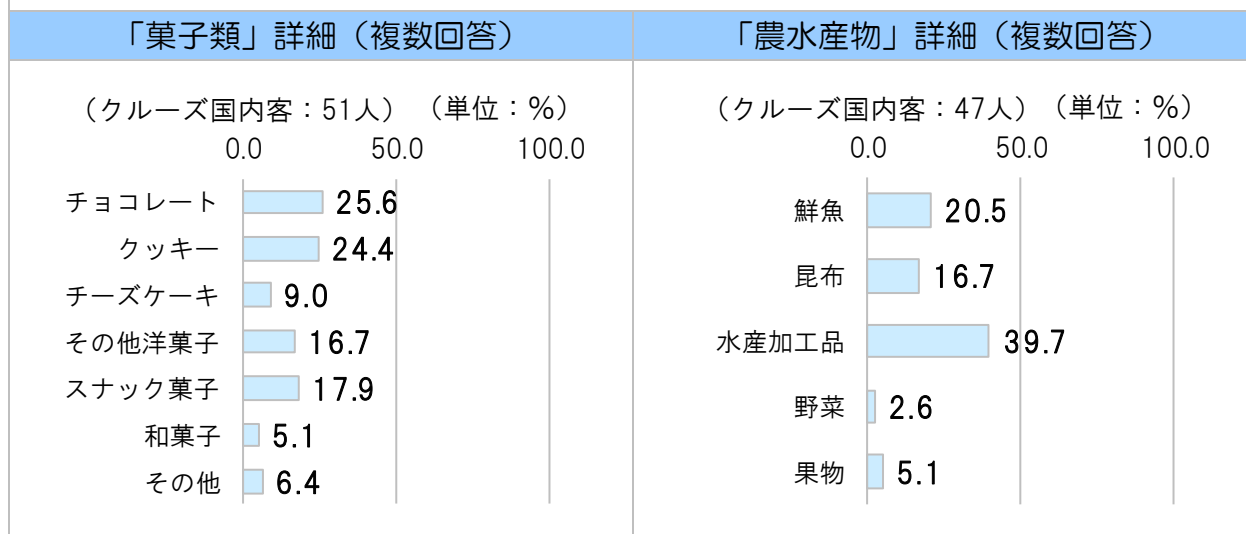 「菓子類」詳細（複数回答）
（クルーズ国内客：51人）（単位：%）
0.0 50.0 100.0
チョコレート 25.6
クッキー 24.4
チーズケーキ 9.0
その他洋菓子 16.7
スナック菓子 17.9
和菓子 5.1
その他 6.4
「農水産物」詳細（複数回答）
（クルーズ国内客：47人）（単位：%）
0.0 50.0 100.0
鮮魚 20.5
昆布 16.7
水産加工品 39.7
野菜 2.6
果物 5.1